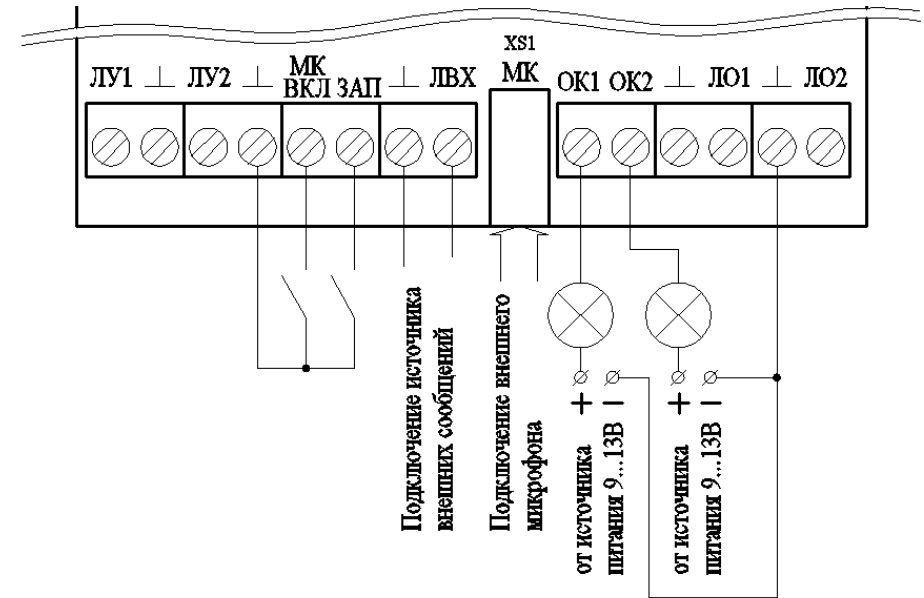 XS1
ЛУ1 ⊥ ЛУ2 ⊥ МК ВКЛ ЗАП ⊥ ЛВХ МК ОК1 ОК2 ⊥ ЛО1 ⊥ ЛО2
Подключение источника
внешних сообщений
Подключение внешнего
микрофона
+ − + −
от источника
питания 9...13В
от источника
питания 9...13В